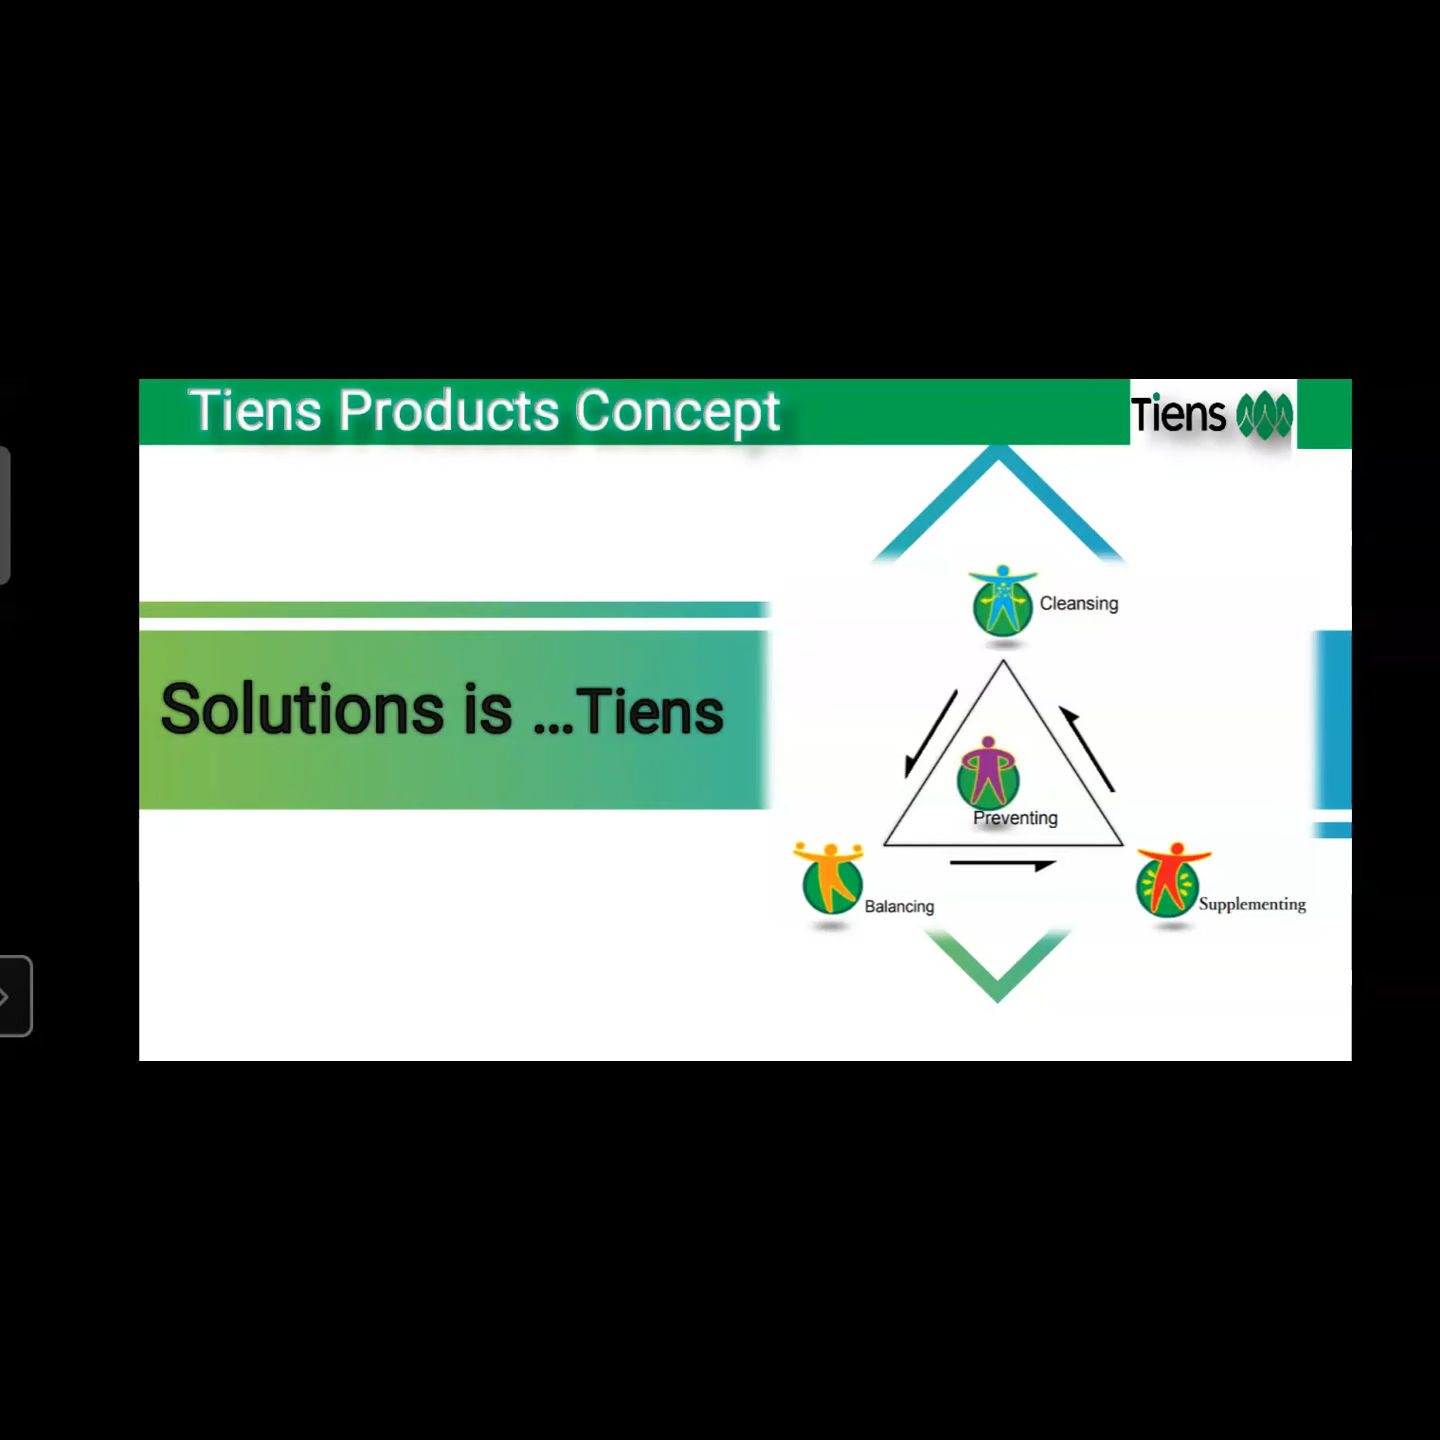 Tiens Products Concept
Tiens
Cleansing
Solutions is ...Tiens
Preventing
Balancing
Supplementing